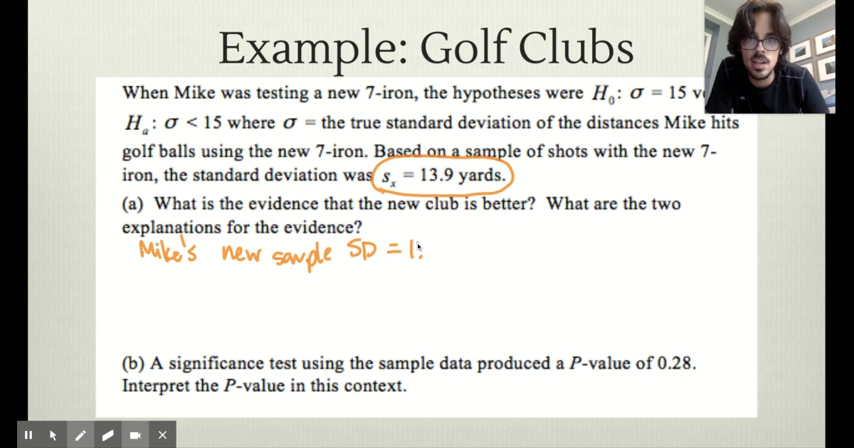 Example: Golf Clubs
When Mike was testing a new 7-iron, the hypotheses were H₀: σ = 15
Hₐ: σ < 15 where σ = the true standard deviation of the distances Mike hits
golf balls using the new 7-iron. Based on a sample of shots with the new 7-
iron, the standard deviation was sₓ = 13.9 yards.
(a) What is the evidence that the new club is better? What are the two
explanations for the evidence?
Mike's new sample SD = 1
(b) A significance test using the sample data produced a P-value of 0.28.
Interpret the P-value in this context.